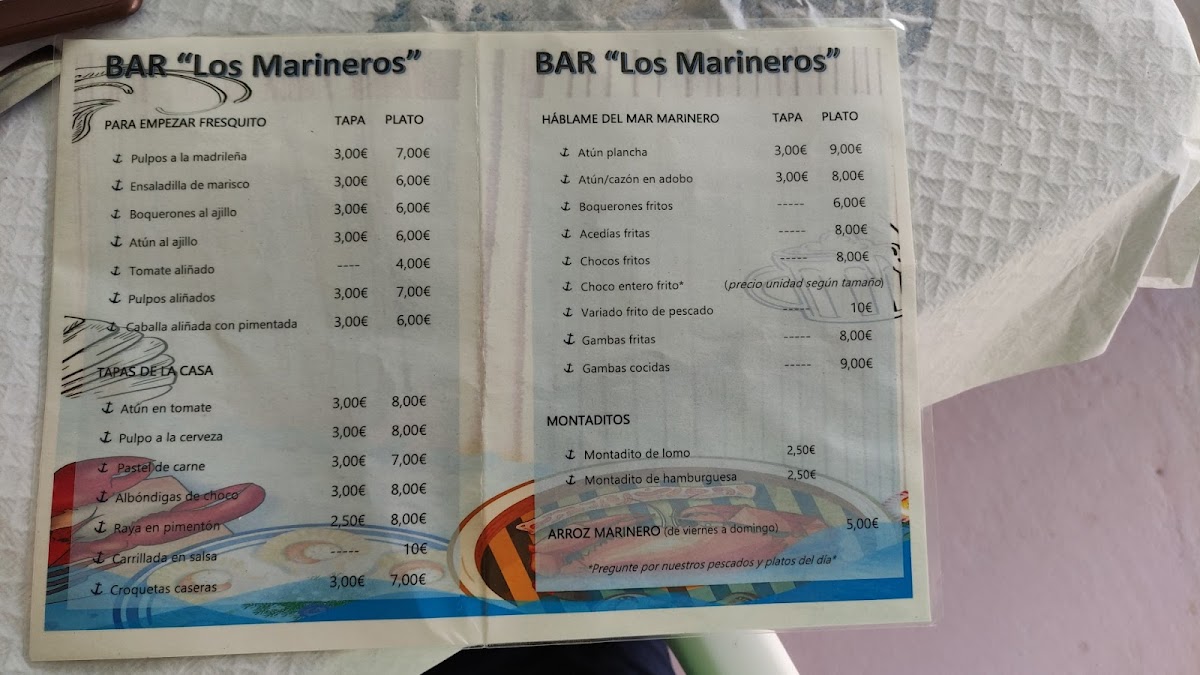 BAR “Los Marineros”
PARA EMPEZAR FRESQUITO TAPA PLATO
Pulpos a la madrileña 3,00€ 7,00€
Ensaladilla de marisco 3,00€ 6,00€
Boquerones al ajillo 3,00€ 6,00€
Atún al ajillo 3,00€ 6,00€
Tomate aliñado ---- 4,00€
Pulpos aliñados 3,00€ 7,00€
Caballa aliñada con pimentada 3,00€ 6,00€
TAPAS DE LA CASA
Atún en tomate 3,00€ 8,00€
Pulpo a la cerveza 3,00€ 8,00€
Pastel de carne 3,00€ 7,00€
Albóndigas de choco 3,00€ 8,00€
Raya en pimentón 2,50€ 8,00€
Carrillada en salsa ----- 10€
Croquetas caseras 3,00€ 7,00€
BAR “Los Marineros”
HÁBLAME DEL MAR MARINERO TAPA PLATO
Atún plancha 3,00€ 9,00€
Atún/cazón en adobo 3,00€ 8,00€
Boquerones fritos ----- 6,00€
Acedias fritas ----- 8,00€
Chocos fritos ----- 8,00€
Choco entero frito* (precio unidad según tamaño)
Variado frito de pescado ----- 10€
Gambas fritas ----- 8,00€
Gambas cocidas ----- 9,00€
MONTADITOS
Montadito de lomo 2,50€
Montadito de hamburguesa 2,50€
ARROZ MARINERO (de viernes a domingo) 5,00€
*Pregunte por nuestros pescados y platos del día*